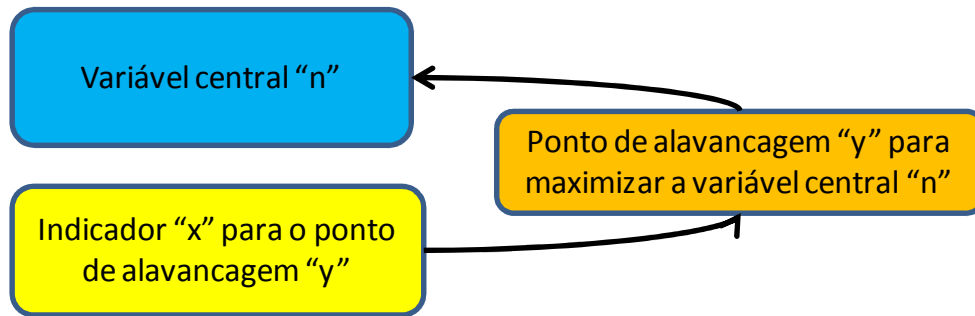 Variável central “n”
Ponto de alavancagem “y” para
maximizar a variável central “n”
Indicador “x” para o ponto
de alavancagem “y”